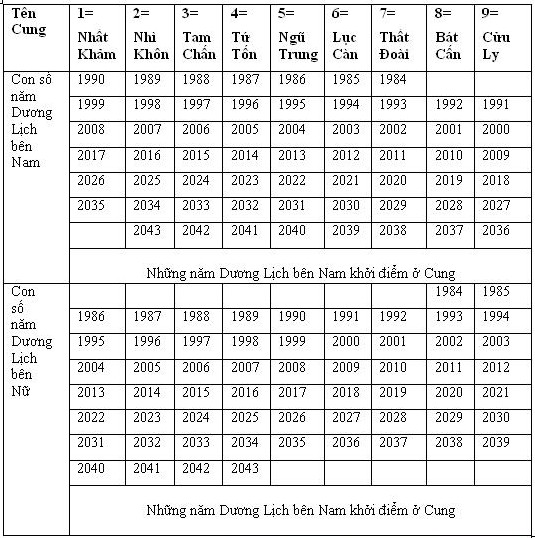 Tên Cung 1= Nhất Khảm 2= Nhì Khôn 3= Tam Chấn 4= Tứ Tốn 5= Ngũ Trung 6= Lục Càn 7= Thất Đoài 8= Bát Cấn 9= Cửu Ly
Con số năm Dương Lịch bên Nam
1990 1989 1988 1987 1986 1985 1984
1999 1998 1997 1996 1995 1994 1993 1992 1991
2008 2007 2006 2005 2004 2003 2002 2001 2000
2017 2016 2015 2014 2013 2012 2011 2010 2009
2026 2025 2024 2023 2022 2021 2020 2019 2018
2035 2034 2033 2032 2031 2030 2029 2028 2027
2043 2042 2041 2040 2039 2038 2037 2036
Những năm Dương Lịch bên Nam khởi điểm ở Cung
Con số năm Dương Lịch bên Nữ
1984 1985
1986 1987 1988 1989 1990 1991 1992 1993 1994
1995 1996 1997 1998 1999 2000 2001 2002 2003
2004 2005 2006 2007 2008 2009 2010 2011 2012
2013 2014 2015 2016 2017 2018 2019 2020 2021
2022 2023 2024 2025 2026 2027 2028 2029 2030
2031 2032 2033 2034 2035 2036 2037 2038 2039
2040 2041 2042 2043
Những năm Dương Lịch bên Nam khởi điểm ở Cung